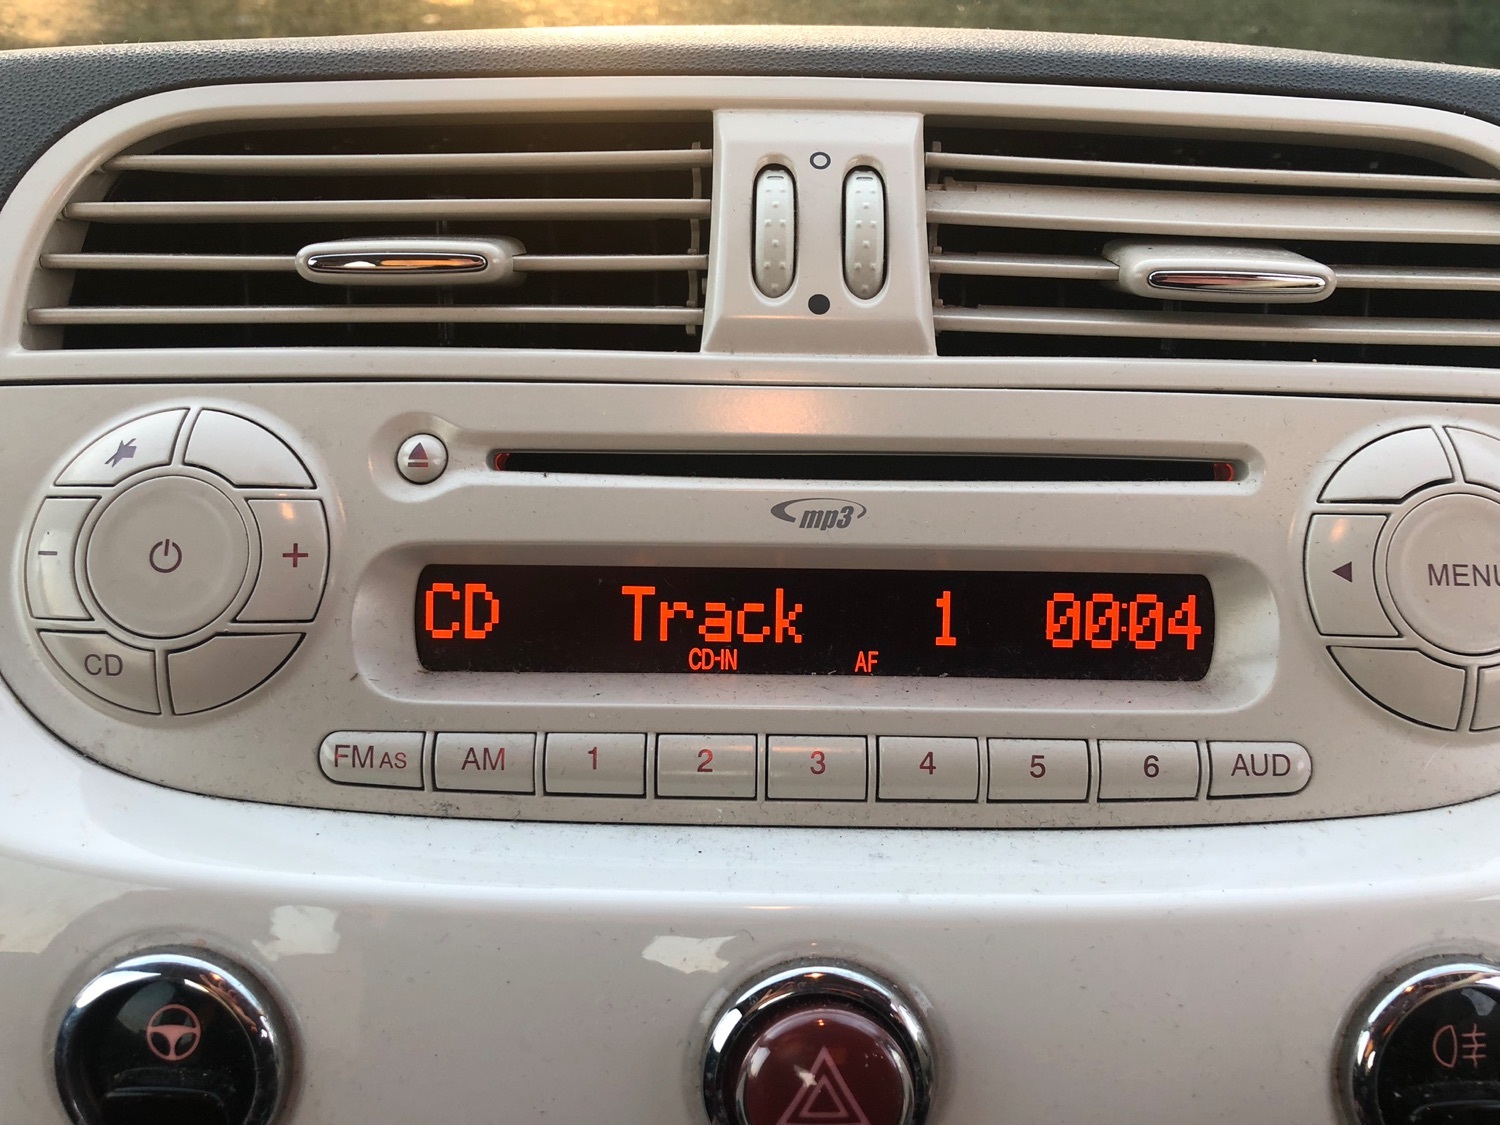 mp3
CD Track 1 00:04
CD-IN AF
- +
CD
MENU
FM AS AM 1 2 3 4 5 6 AUD